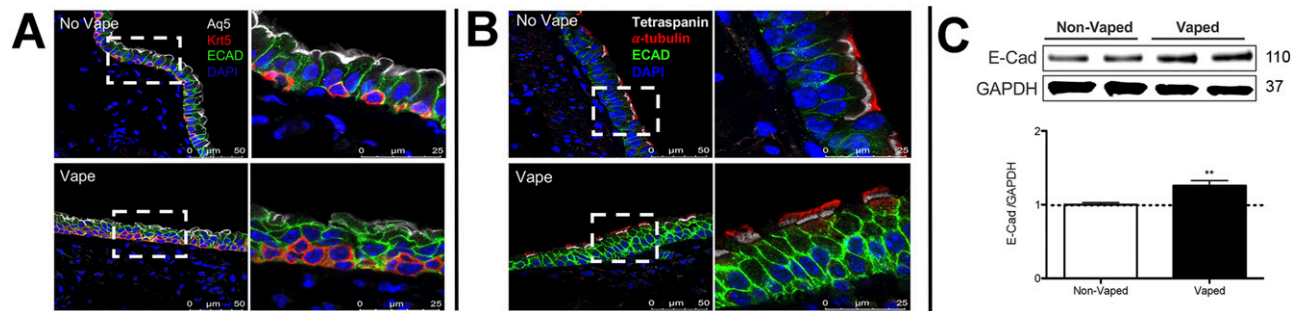 A
No Vape
Aq5
Krt5
ECAD
DAPI
0 µm 50
0 µm 25
Vape
0 µm 50
0 µm 25
B
No Vape
Tetraspanin
α-tubulin
ECAD
DAPI
0 µm 50
0 µm 25
Vape
0 µm 50
0 µm 25
C
Non-Vaped Vaped
E-Cad 110
GAPDH 37
E-Cad /GAPDH
2
1
0
**
Non-Vaped Vaped